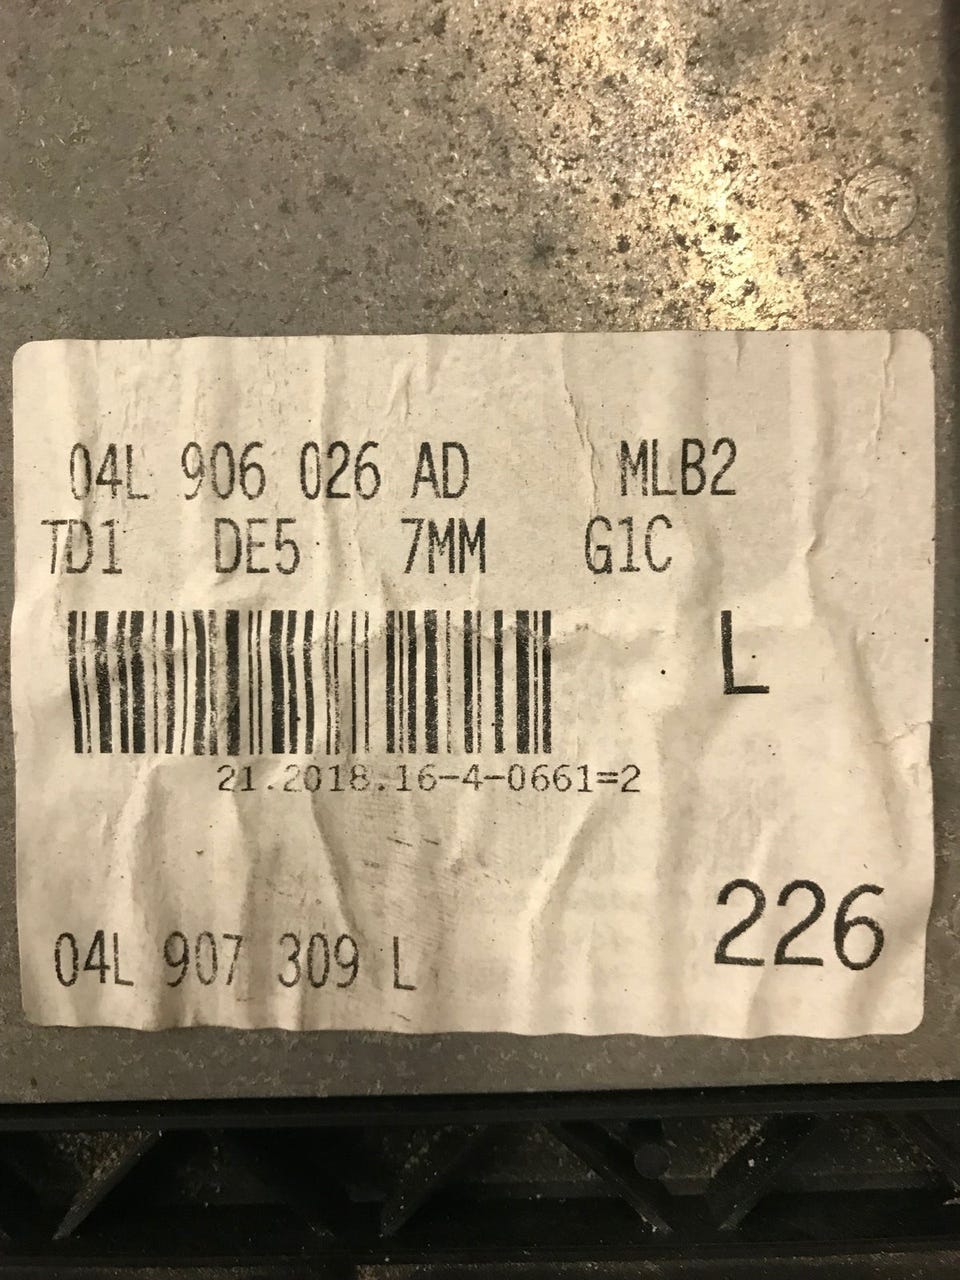 04L 906 026 AD MLB2
TD1 DE5 7MM G1C
L
21.2018.16-4-0661=2
226
04L 907 309 L